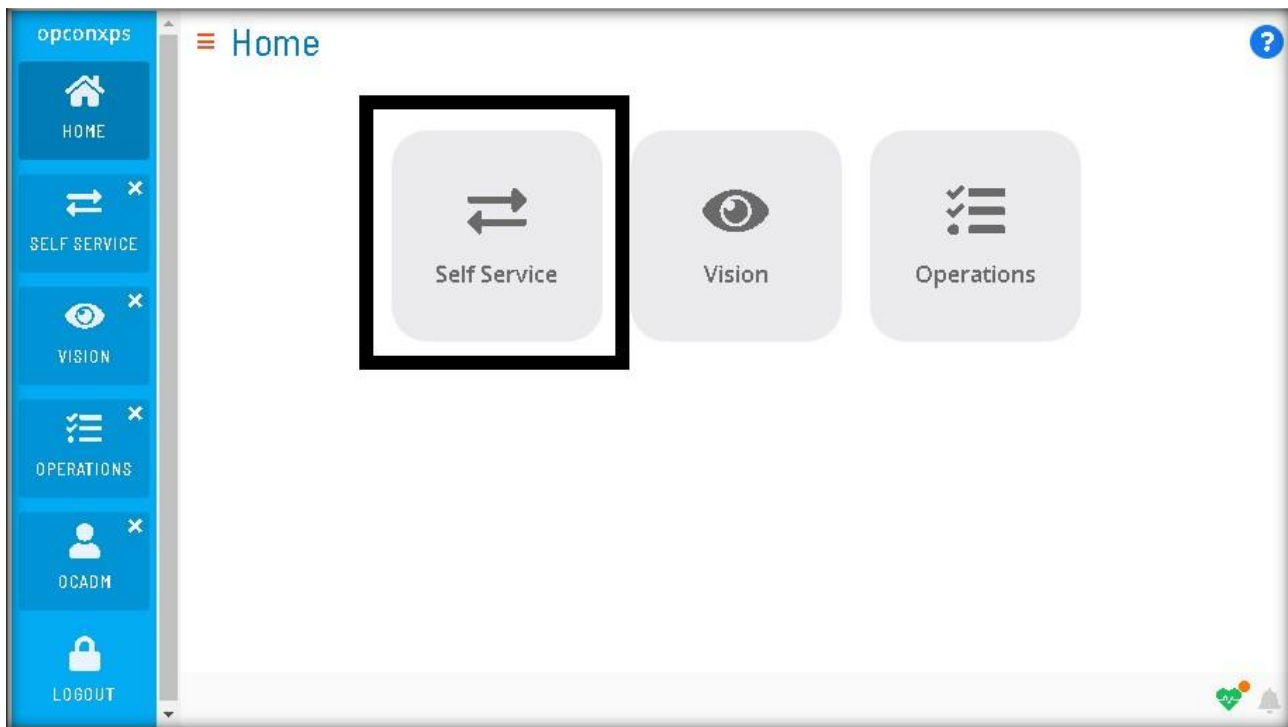 opconxps
HOME
SELF SERVICE
VISION
OPERATIONS
OCADM
LOGOUT
Home
?
Self Service
Vision
Operations